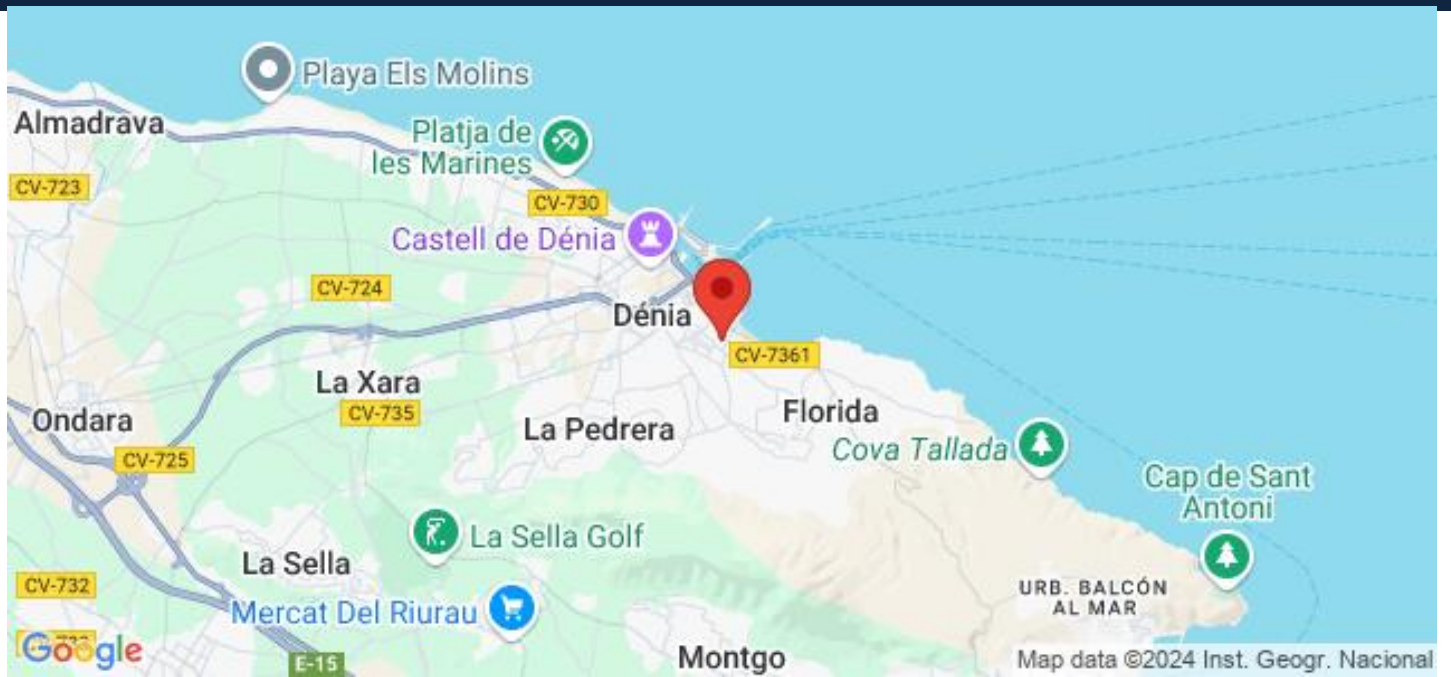 Playa Els Molins
Almadrava
Platja de
les Marines
CV-723
CV-730
Castell de Dénia
CV-724
Dénia
CV-7361
La Xara
CV-735
Florida
Ondara
La Pedrera
Cova Tallada
CV-725
Cap de Sant
Antoni
La Sella Golf
La Sella
CV-732
URB. BALCÓN
AL MAR
Mercat Del Riurau
Google
E-15
Montgo
Map data ©2024 Inst. Geogr. Nacional